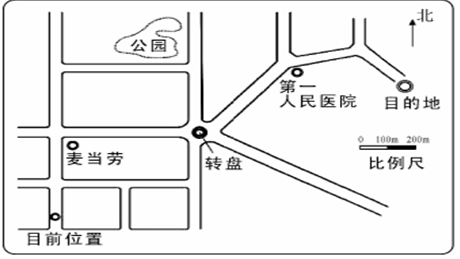 北
公园
第一
人民医院
目的地
0 100m 200m
比例尺
麦当劳
转盘
目前位置